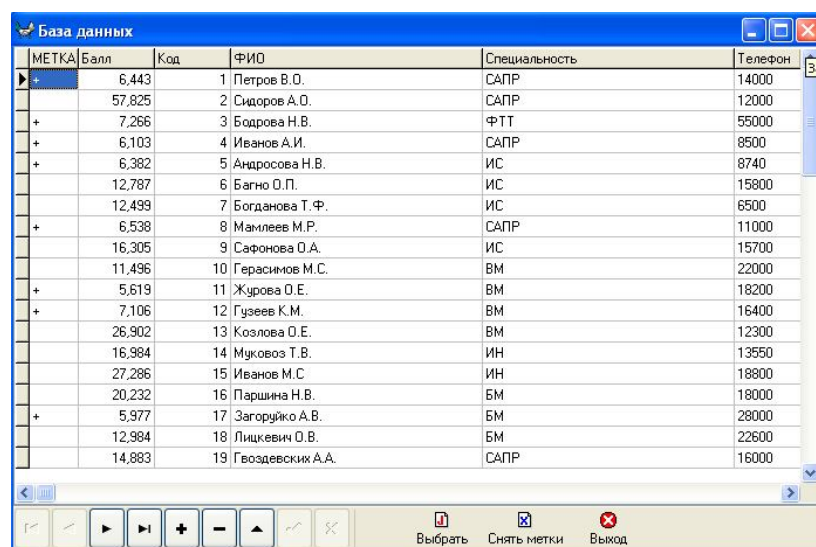 База данных
МЕТКА Балл Код ФИО Специальность Телефон
+ 6,443 1 Петров В.О. САПР 14000
57,825 2 Сидоров А.О. САПР 12000
+ 7,266 3 Бодрова Н.В. ФТТ 55000
+ 6,103 4 Иванов А.И. САПР 8500
+ 6,382 5 Андросова Н.В. ИС 8740
12,787 6 Багно О.П. ИС 15800
12,499 7 Богданова Т.Ф. ИС 6500
+ 6,538 8 Мамлеев М.Р. САПР 11000
16,305 9 Сафонова О.А. ИС 15700
11,496 10 Герасимов М.С. ВМ 22000
+ 5,619 11 Журова О.Е. ВМ 18200
+ 7,106 12 Гузеев К.М. ВМ 16400
26,902 13 Козлова О.Е. ВМ 12300
16,984 14 Муковоз Т.В. ИН 13550
27,286 15 Иванов М.С ИН 18800
20,232 16 Паршина Н.В. БМ 18000
+ 5,977 17 Загоруйко А.В. БМ 28000
12,984 18 Лицкевич О.В. БМ 22600
14,883 19 Гвоздевских А.А. САПР 16000
Выбрать Снять метки Выход